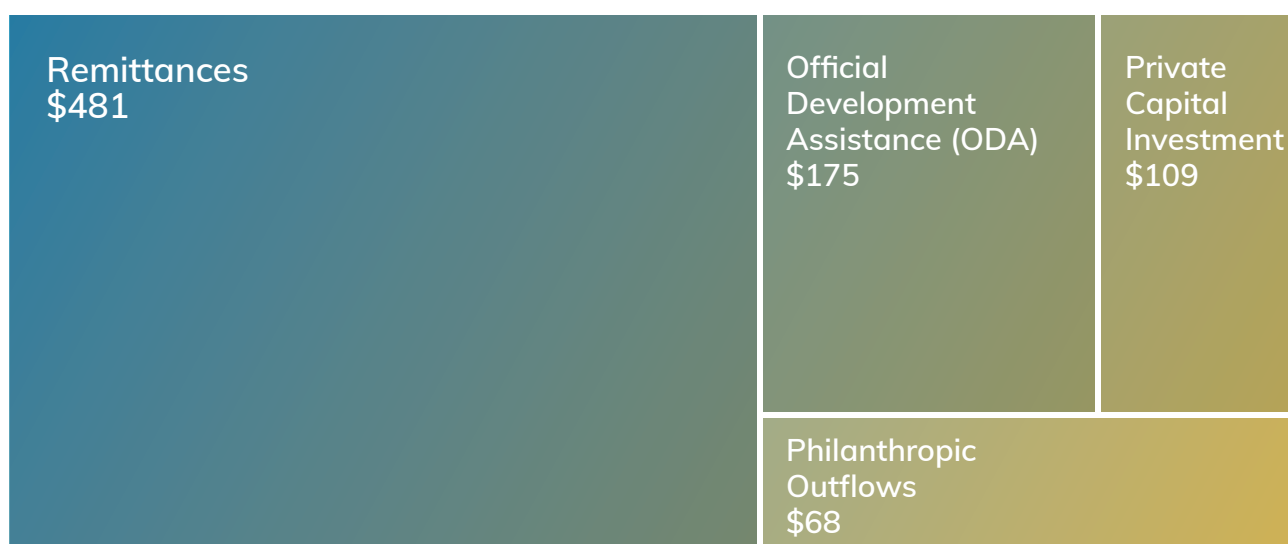 Remittances
$481
Official
Development
Assistance (ODA)
$175
Private
Capital
Investment
$109
Philanthropic
Outflows
$68